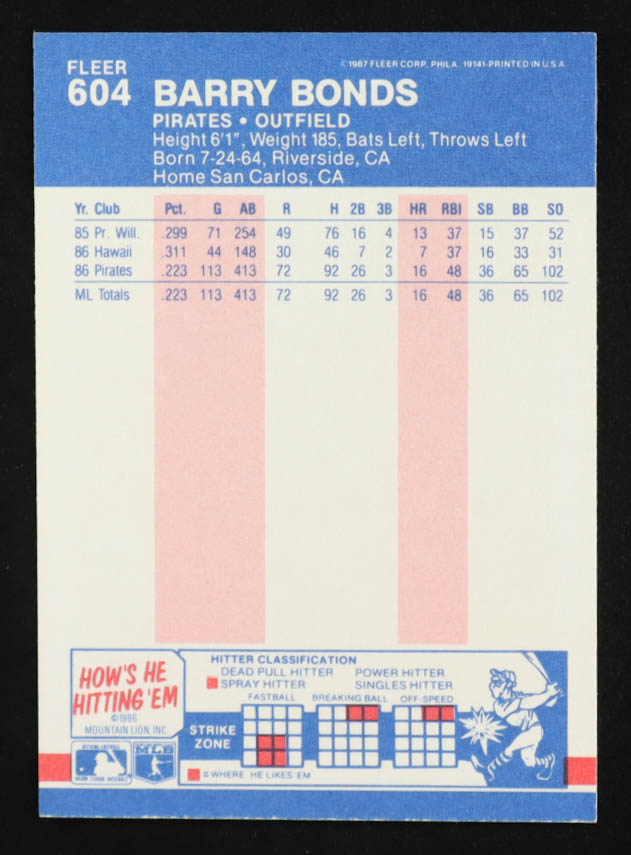 FLEER
© 1987 FLEER CORP. PHILA. 19141-PRINTED IN U.S.A.
604 BARRY BONDS
PIRATES • OUTFIELD
Height 6'1", Weight 185, Bats Left, Throws Left
Born 7-24-64, Riverside, CA
Home San Carlos, CA
Yr. Club Pct. G AB R H 2B 3B HR RBI SB BB SO
85 Pr. Will. .299 71 254 49 76 16 4 13 37 15 37 52
86 Hawaii .311 44 148 30 46 7 2 7 37 16 33 31
86 Pirates .223 113 413 72 92 26 3 16 48 36 65 102
ML Totals .223 113 413 72 92 26 3 16 48 36 65 102
HOW'S HE
HITTING 'EM
© 1986
MOUNTAIN LION, INC.
HITTER CLASSIFICATION
DEAD PULL HITTER POWER HITTER
SPRAY HITTER SINGLES HITTER
FASTBALL BREAKING BALL OFF-SPEED
STRIKE
ZONE
= WHERE HE LIKES 'EM
MLB